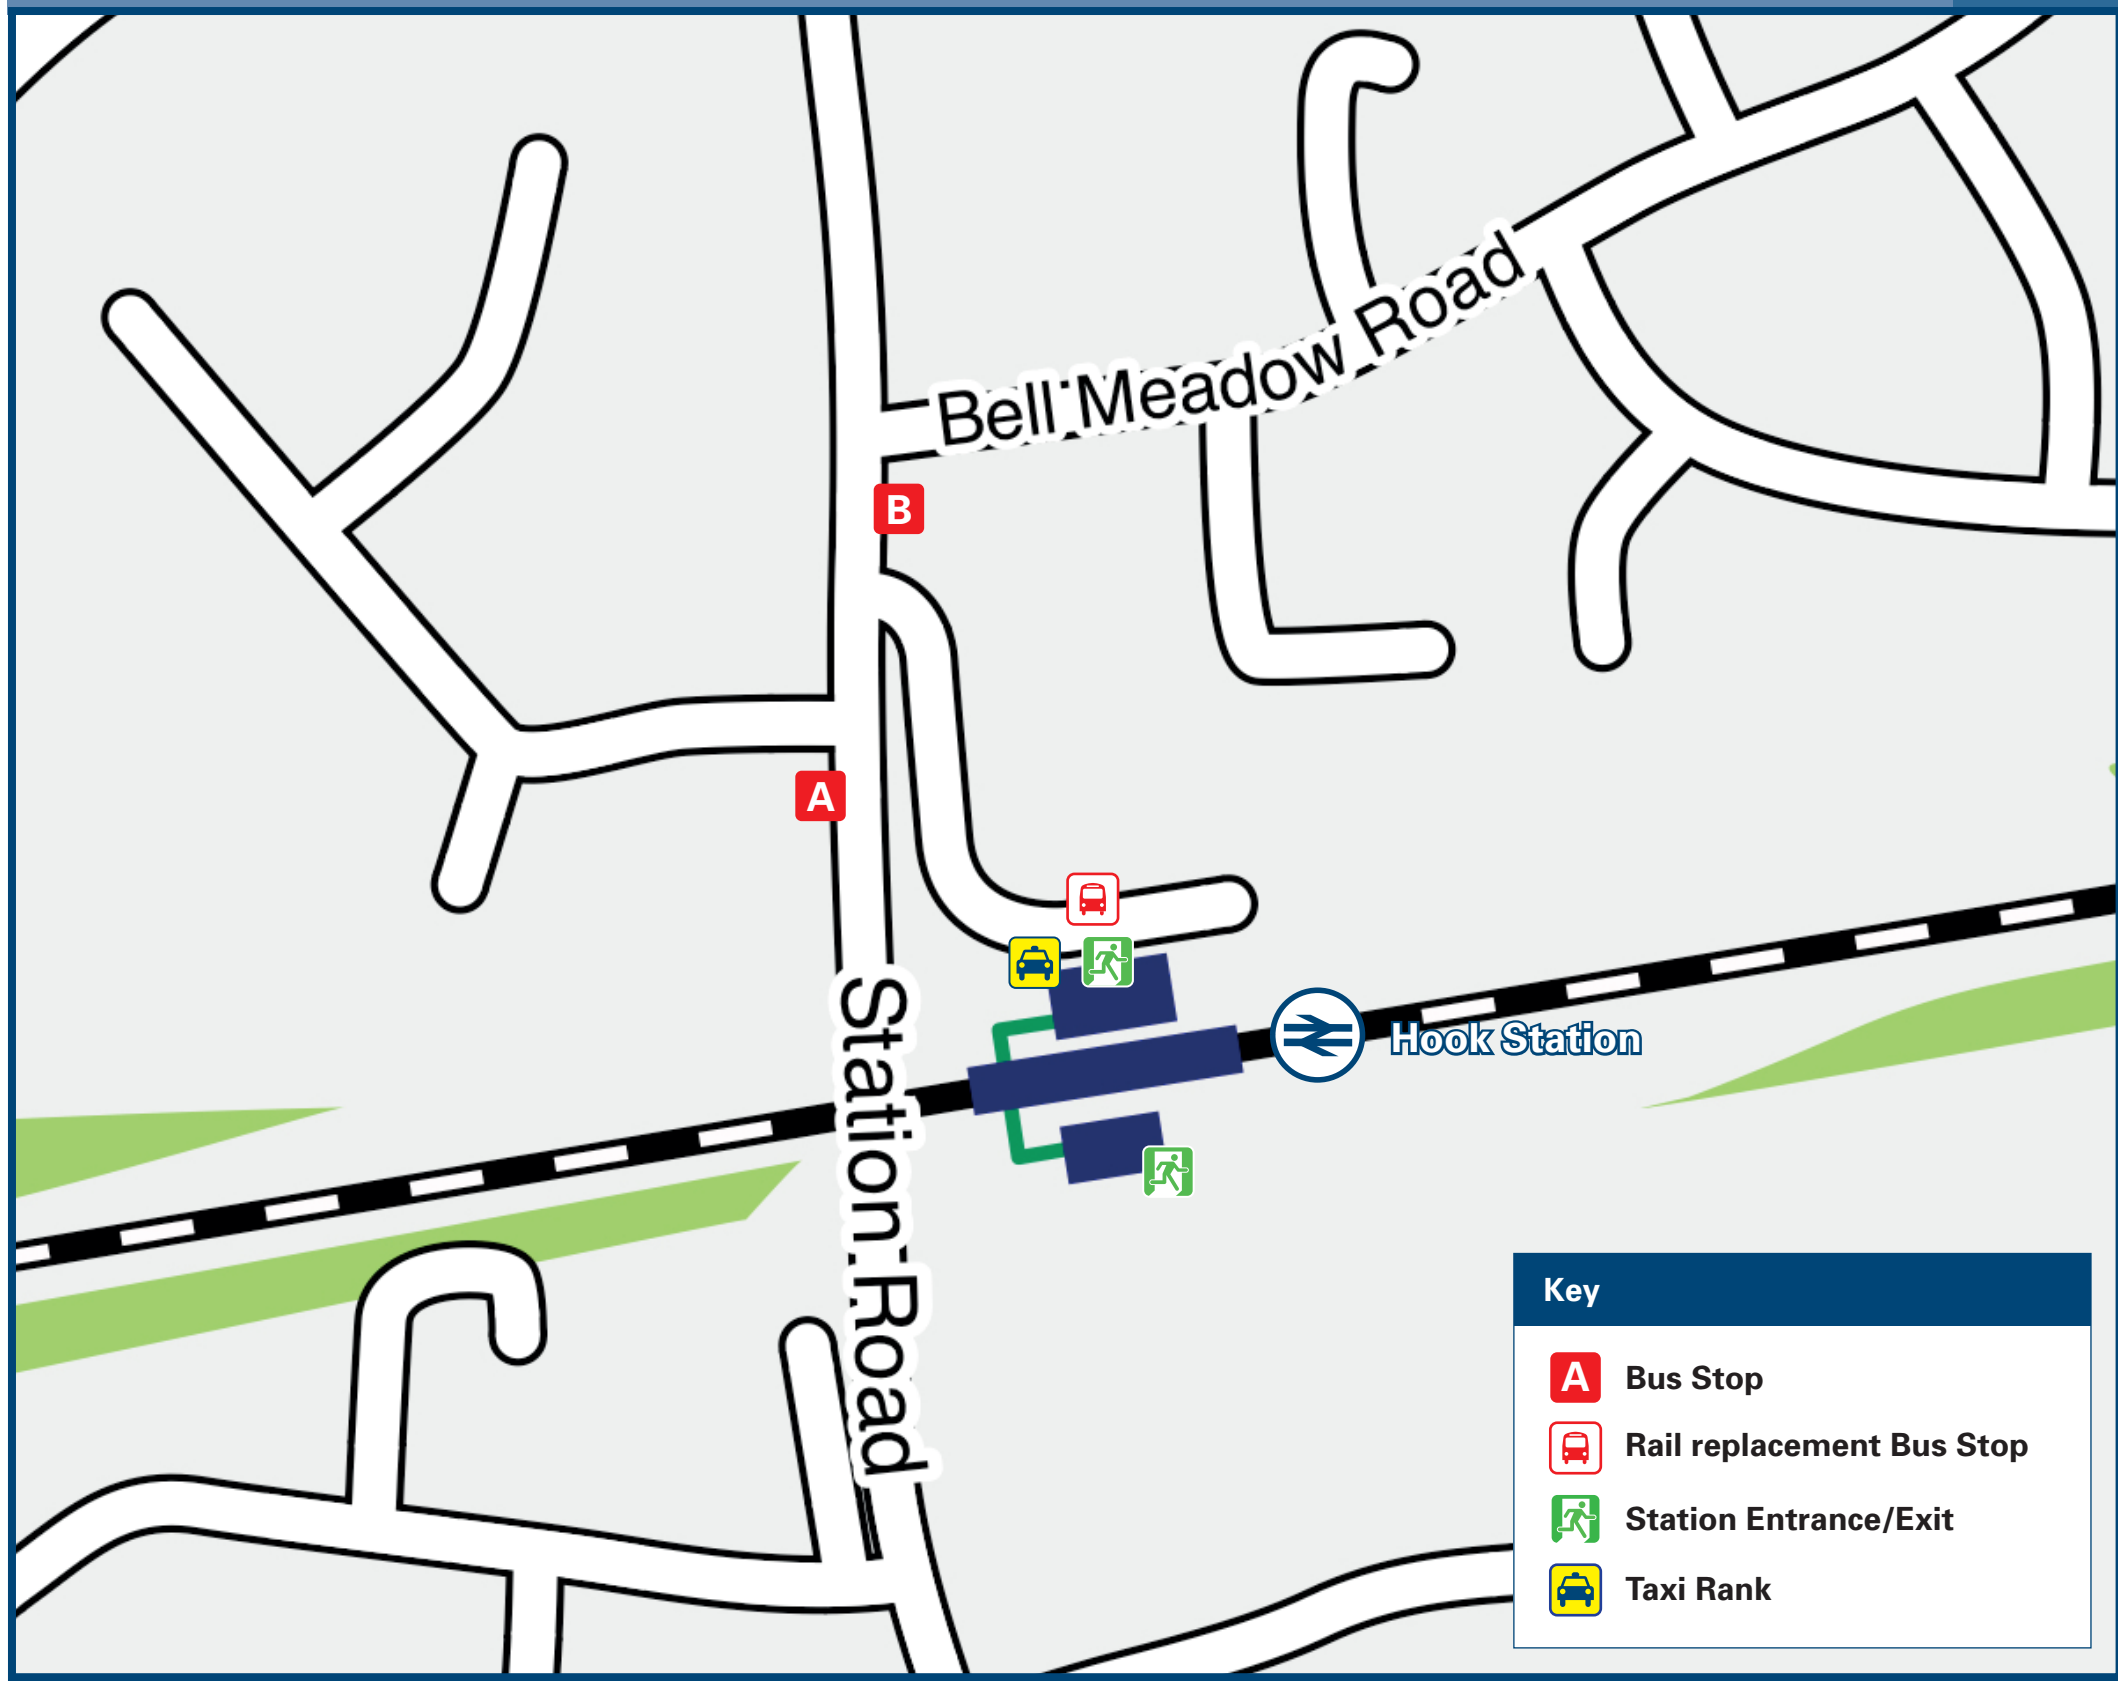 Bell Meadow Road
B
A
Station Road
Hook Station
Key
A Bus Stop
Rail replacement Bus Stop
Station Entrance/Exit
Taxi Rank